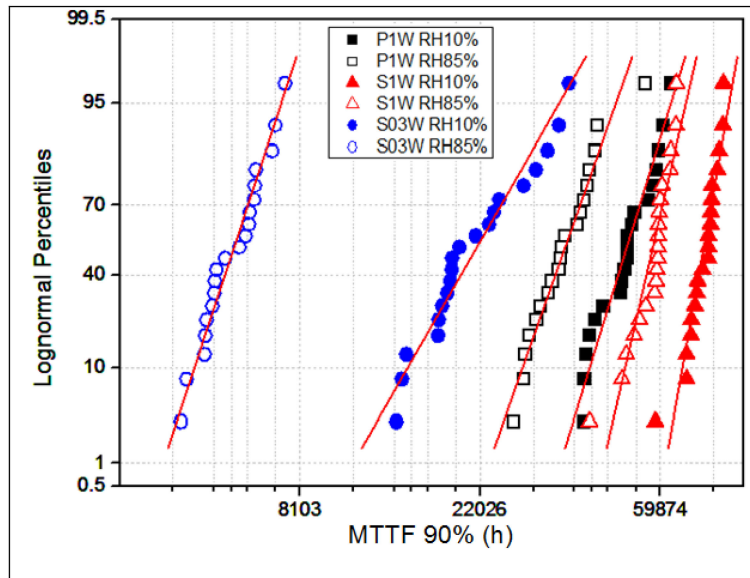 99.5
95
70
40
10
1
0.5
Lognormal Percentiles
P1W RH10%
P1W RH85%
S1W RH10%
S1W RH85%
S03W RH10%
S03W RH85%
8103
22026
59874
MTTF 90% (h)